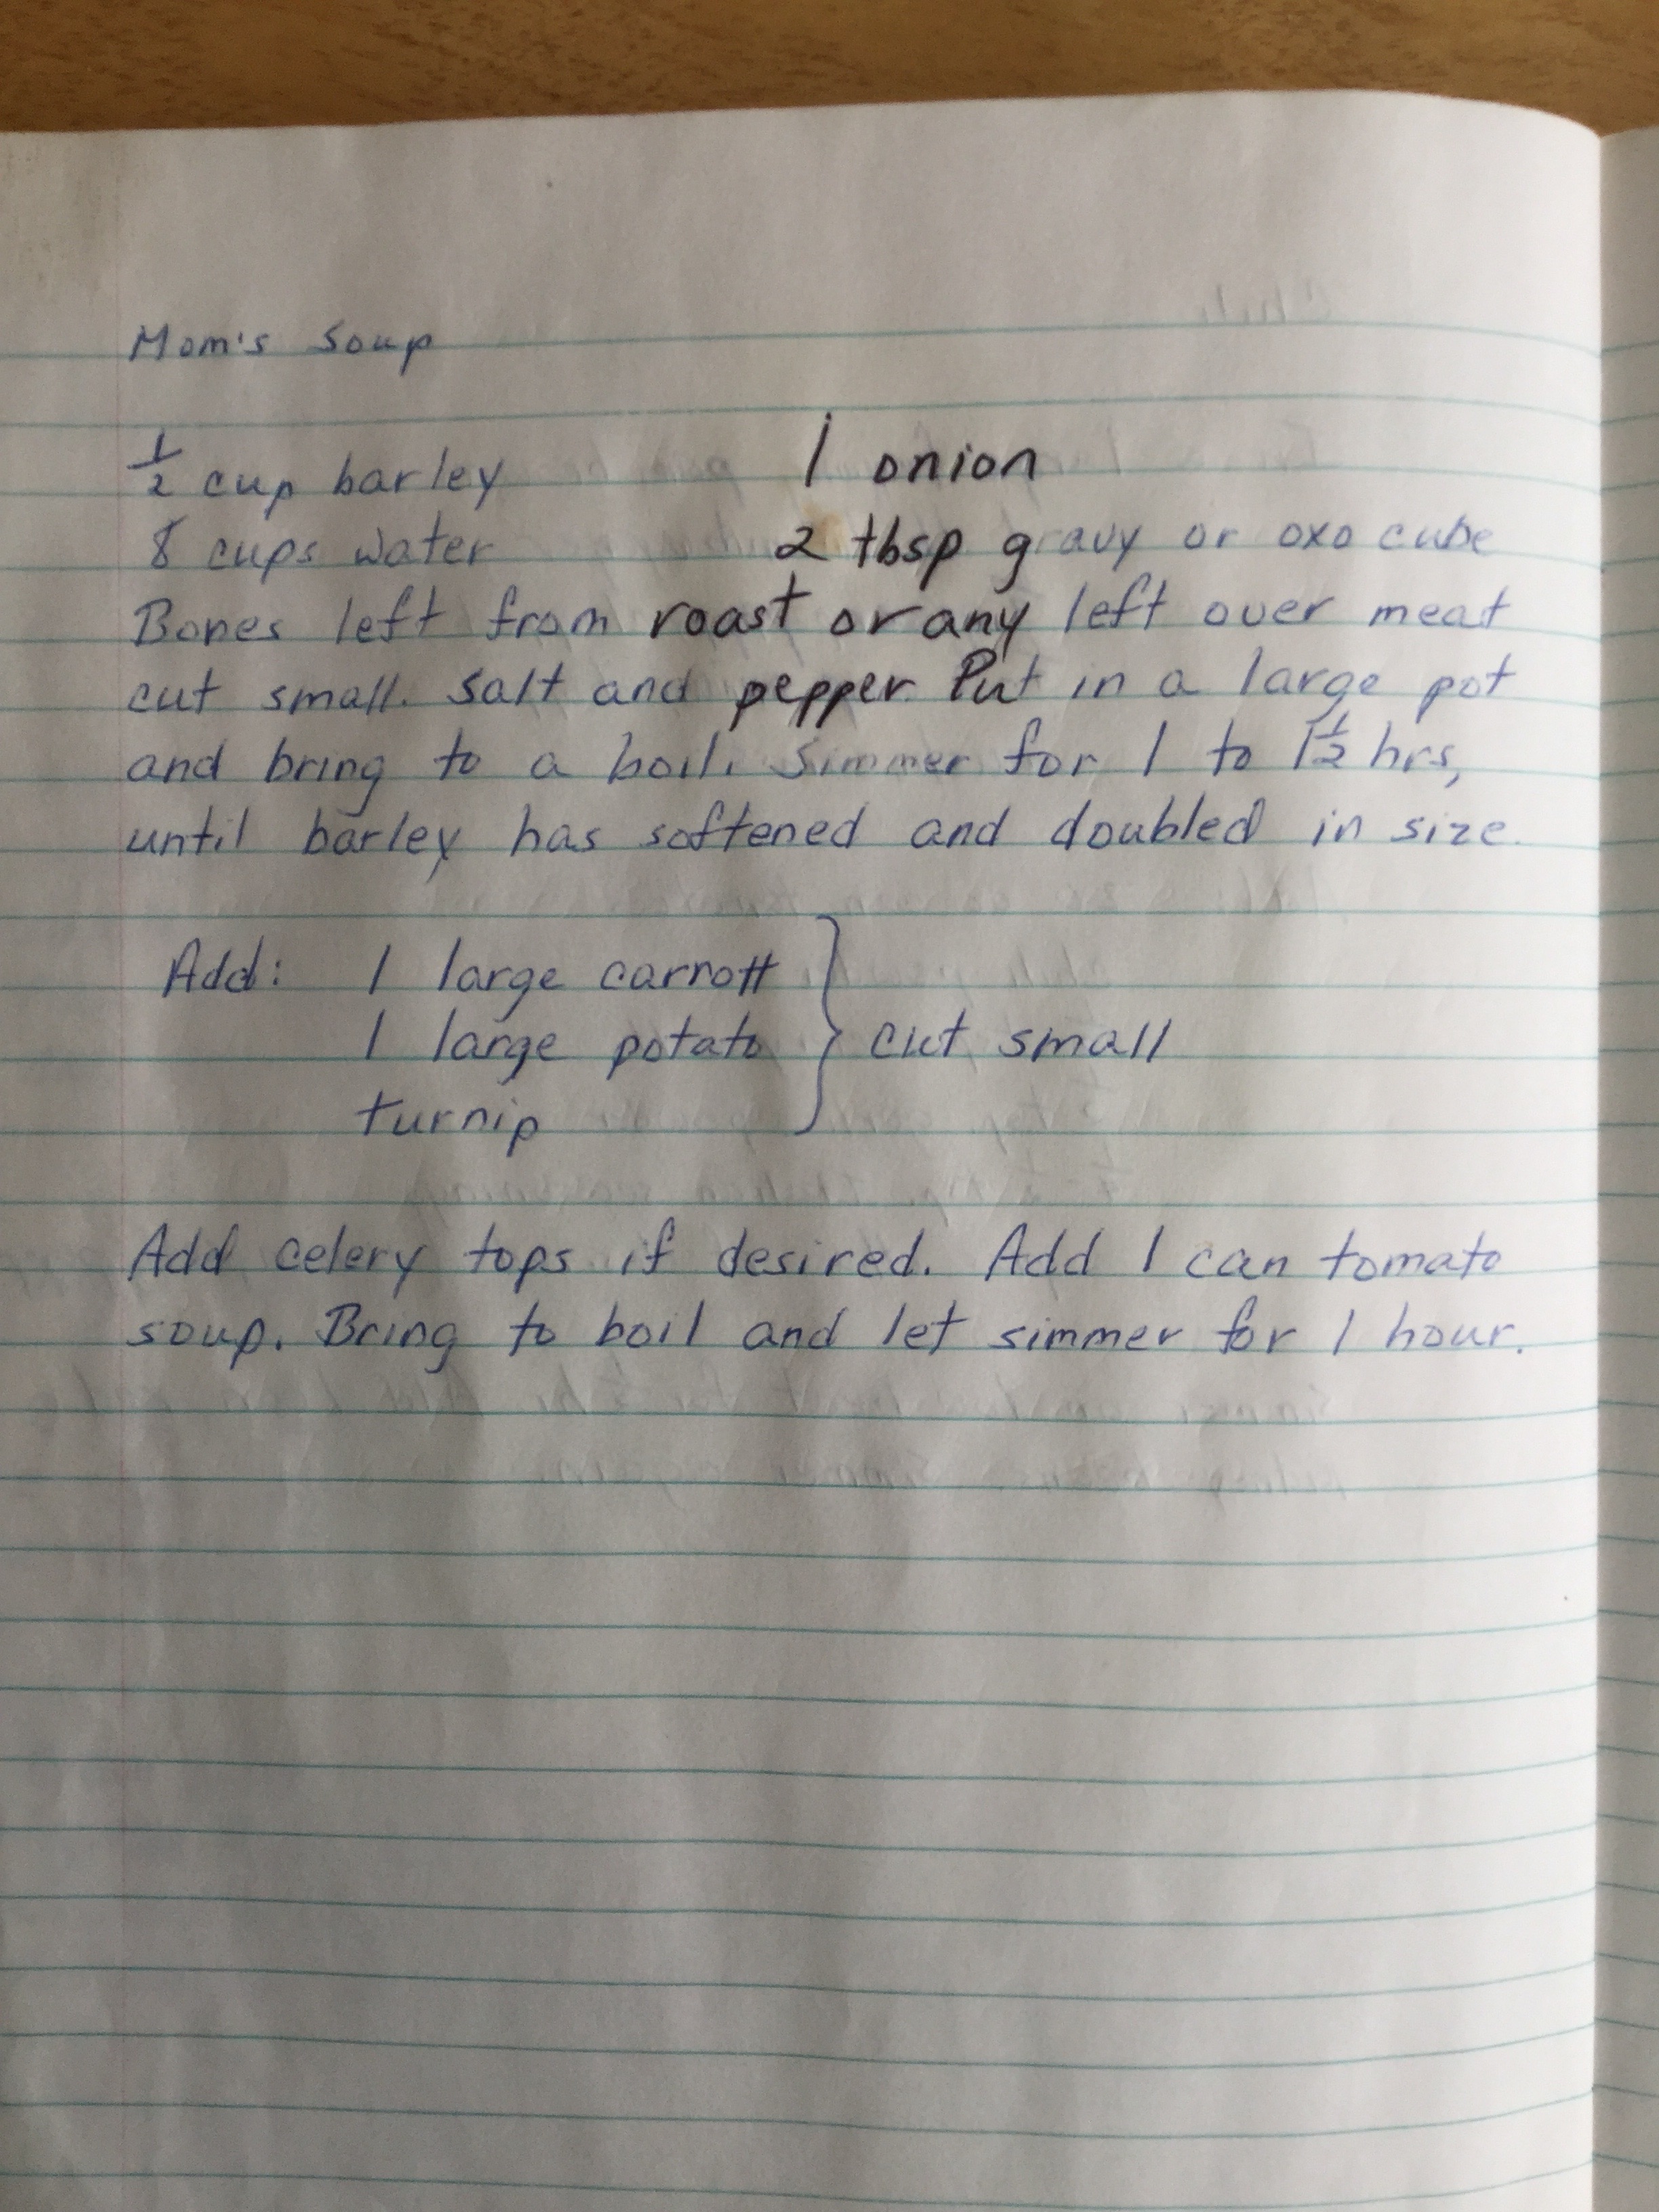 Mom's Soup
½ cup barley 1 onion
8 cups water 2 tbsp gravy or oxo cube
Bones left from roast or any left over meat
cut small. Salt and pepper. Put in a large pot
and bring to a boil. Simmer for 1 to 1½ hrs,
until barley has softened and doubled in size.
Add: 1 large carrott
1 large potato } cut small
turnip
Add celery tops if desired. Add 1 can tomato
soup. Bring to boil and let simmer for 1 hour.